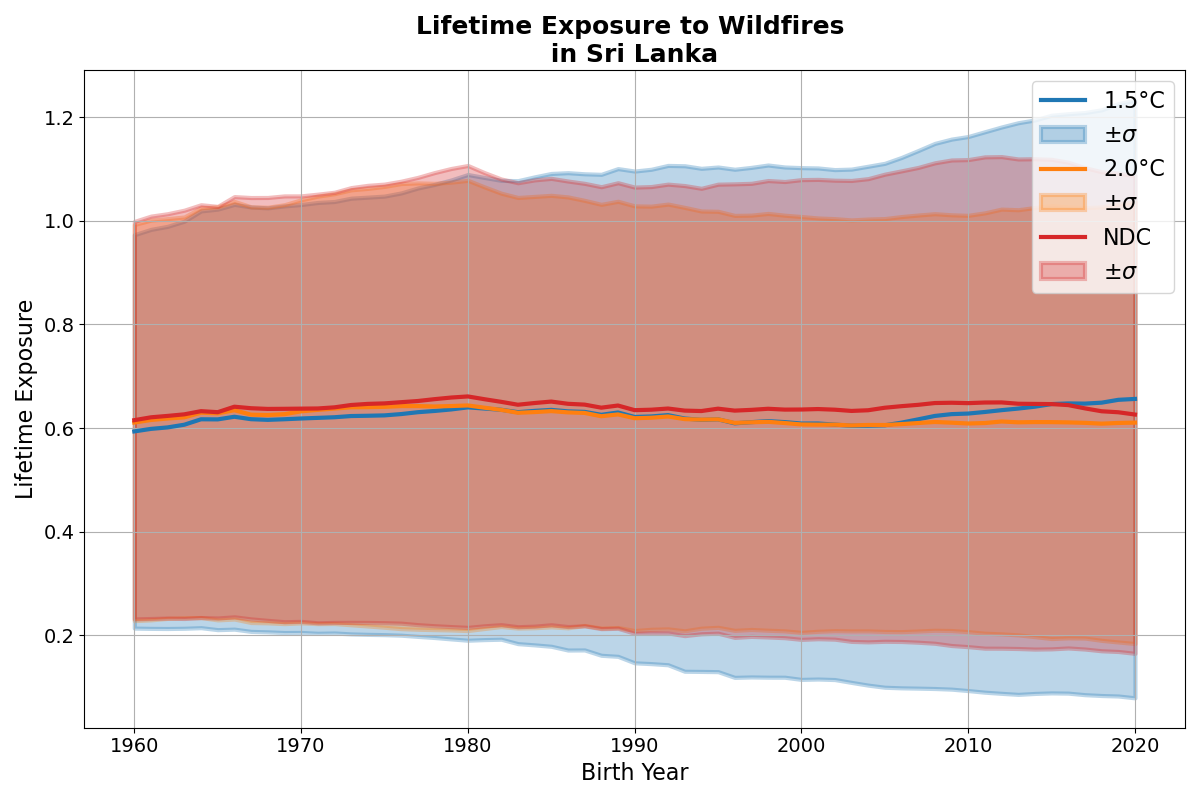 Lifetime Exposure to Wildfires
in Sri Lanka
Lifetime Exposure
1.2
1.0
0.8
0.6
0.4
0.2
1.5°C
±σ
2.0°C
±σ
NDC
±σ
1960
1970
1980
1990
2000
2010
2020
Birth Year